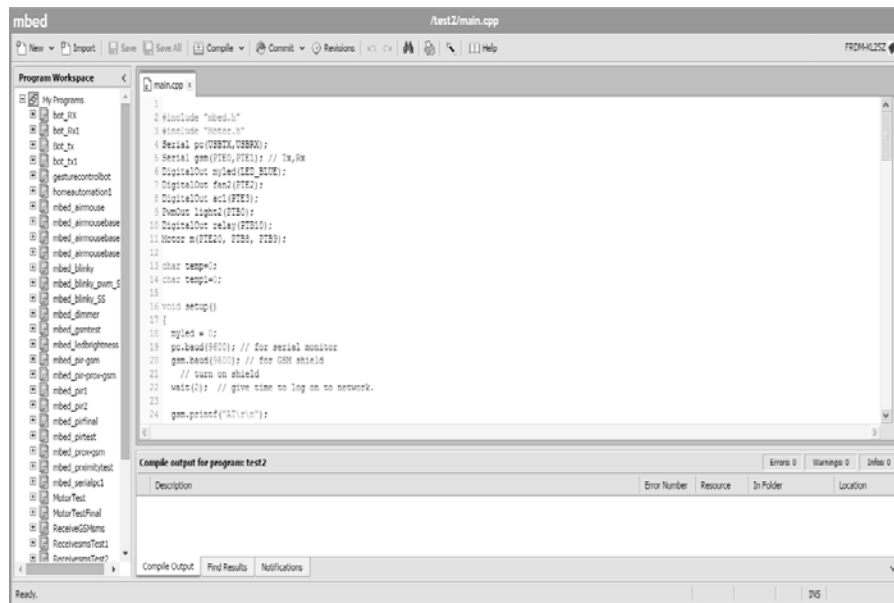 mbed
/test2/main.cpp
New Import Save Save All Compile Commit Revisions Help FRDM-KL25Z
Program Workspace
My Programs
bot_RX
bot_Rx1
Bot_tx
bot_tx1
gesturecontrolbot
homeautomation1
mbed_airmouse
mbed_airmousebase
mbed_airmousebase
mbed_airmousebase
mbed_blinky
mbed_blinky_pwm_S
mbed_blinky_SS
mbed_dimmer
mbed_gsmtest
mbed_ledbrightness
mbed_pir-gsm
mbed_pir-prox-gsm
mbed_pir1
mbed_pir2
mbed_pirfinal
mbed_pirtest
mbed_prox-gsm
mbed_prximitytest
mbed_serialpc1
MotorTest
MotorTestFinal
ReceiveGSMsms
ReceivesmsTest1
ReceivesmsTest2
main.cpp x
1
2 #include "mbed.h"
3 #include "Motor.h"
4 Serial pc(USBTX,USBRX);
5 Serial gsm(PTE0,PTE1); // Tx,Rx
6 DigitalOut myled(LED_BLUE);
7 DigitalOut fan2(PTE2);
8 DigitalOut ac1(PTE3);
9 PwmOut light2(PTB0);
10 DigitalOut relay(PTB10);
11 Motor m(PTE20, PTB8, PTB9);
12
13 char temp=0;
14 char temp1=0;
15
16 void setup()
17 {
18 myled = 0;
19 pc.baud(9600); // for serial monitor
20 gsm.baud(9600); // for GSM shield
21 // turn on shield
22 wait(2); // give time to log on to network.
23
24 gsm.printf("AT\r\n");
Compile output for program: test2 Errors: 0 Warnings: 0 Infos: 0
Description Error Number Resource In Folder Location
Compile Output Find Results Notifications
Ready. INS